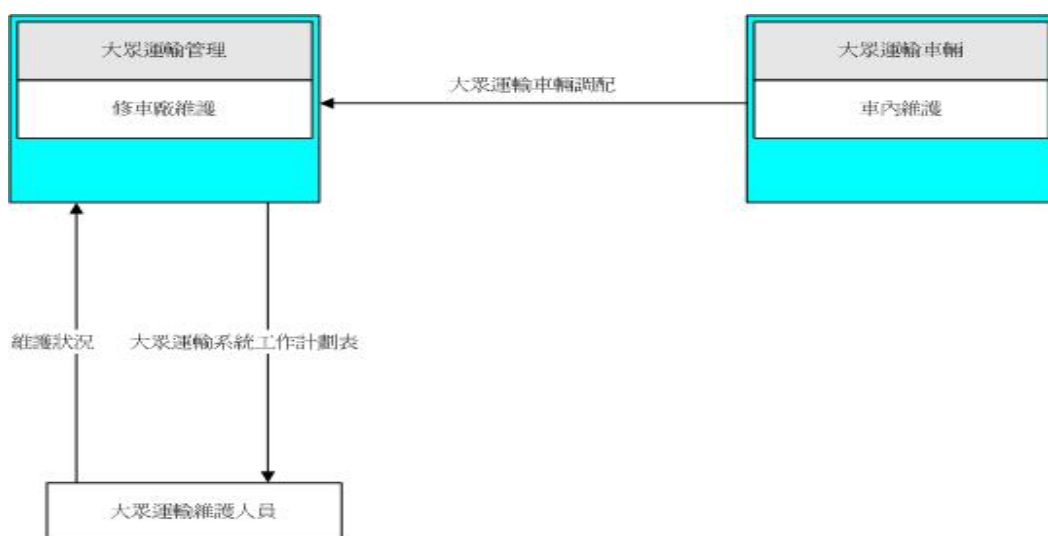 大眾運輸管理
大眾運輸車輛
大眾運輸車輛調配
修車廠維護
車內維護
維護狀況
大眾運輸系統工作計劃表
大眾運輸維護人員